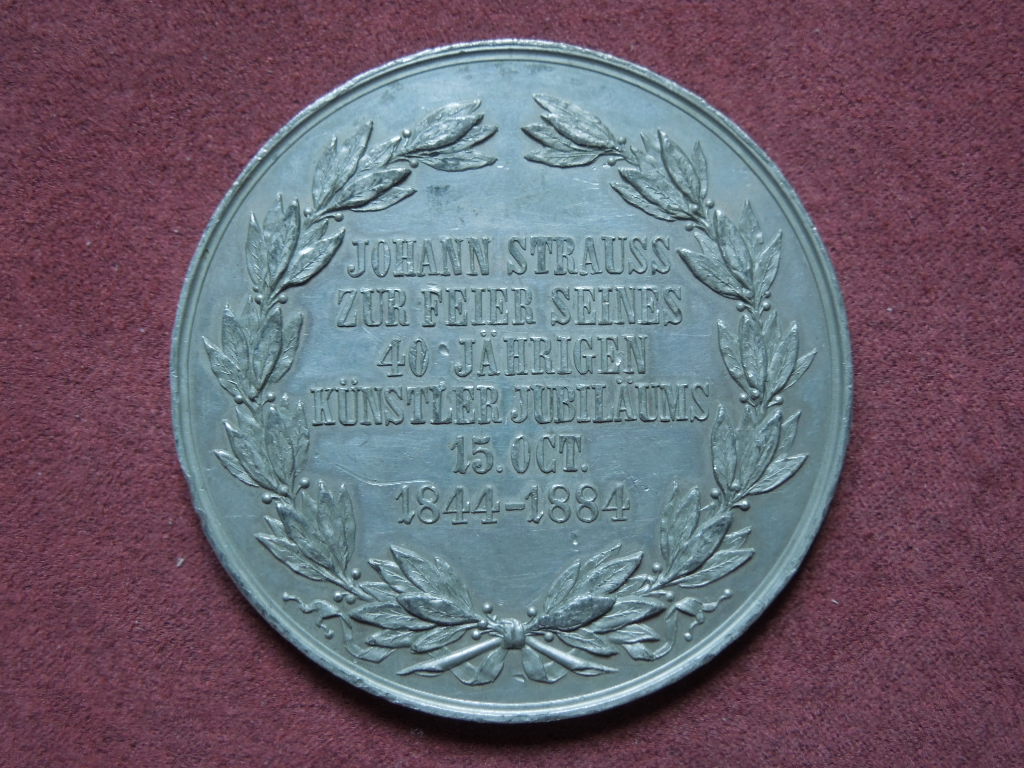 JOHANN STRAUSS
ZUR FEIER SEINES
40 JÄHRIGEN
KÜNSTLER JUBILÄUMS
15. OCT.
1844-1884